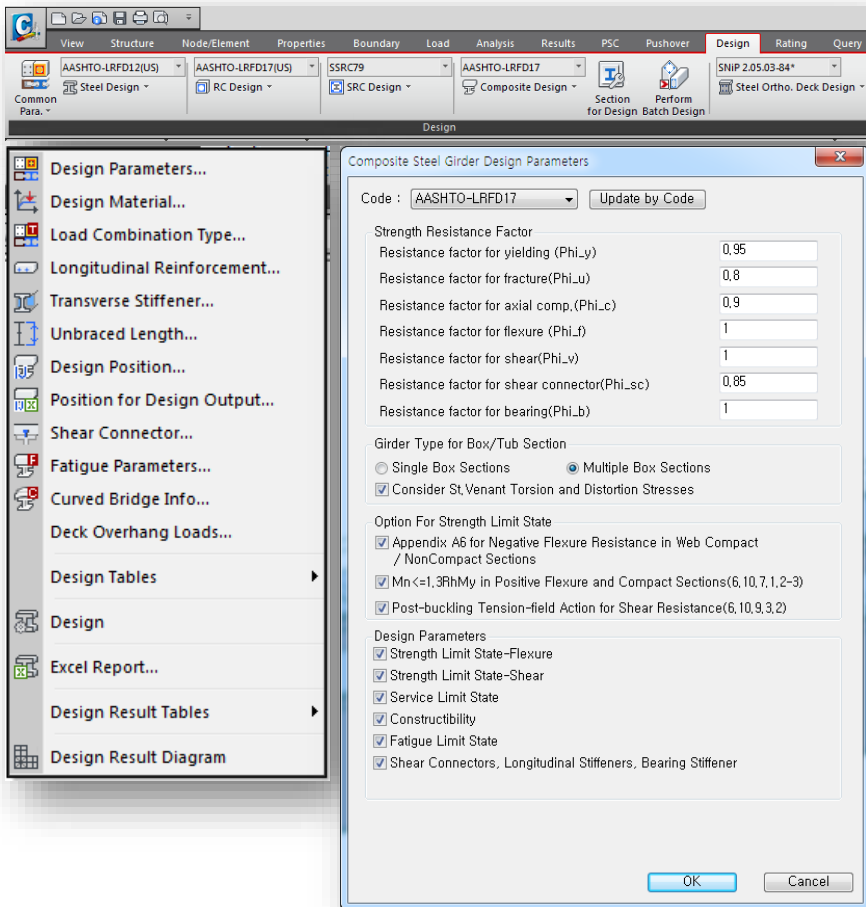 View Structure Node/Element Properties Boundary Load Analysis Results PSC Pushover Design Rating Query
AASHTO-LRFD12(US) AASHTO-LRFD17(US) SSRC79 AASHTO-LRFD17 SNiP 2.05.03-84*
Steel Design RC Design SRC Design Composite Design Steel Ortho. Deck Design
Common Section Perform
Para. for Design Batch Design
Design
Design Parameters...
Design Material...
Load Combination Type...
Longitudinal Reinforcement...
Transverse Stiffener...
Unbraced Length...
Design Position...
Position for Design Output...
Shear Connector...
Fatigue Parameters...
Curved Bridge Info...
Deck Overhang Loads...
Design Tables
Design
Excel Report...
Design Result Tables
Design Result Diagram
Composite Steel Girder Design Parameters
Code : AASHTO-LRFD17 Update by Code
Strength Resistance Factor
Resistance factor for yielding (Phi_y) 0,95
Resistance factor for fracture(Phi_u) 0,8
Resistance factor for axial comp,(Phi_c) 0,9
Resistance factor for flexure (Phi_f) 1
Resistance factor for shear(Phi_v) 1
Resistance factor for shear connector(Phi_sc) 0,85
Resistance factor for bearing(Phi_b) 1
Girder Type for Box/Tub Section
Single Box Sections Multiple Box Sections
Consider St,Venant Torsion and Distortion Stresses
Option For Strength Limit State
Appendix A6 for Negative Flexure Resistance in Web Compact
/ NonCompact Sections
Mn<=1,3RhMy in Positive Flexure and Compact Sections(6,10,7,1,2-3)
Post-buckling Tension-field Action for Shear Resistance(6,10,9,3,2)
Design Parameters
Strength Limit State-Flexure
Strength Limit State-Shear
Service Limit State
Constructibility
Fatigue Limit State
Shear Connectors, Longitudinal Stiffeners, Bearing Stiffener
OK Cancel